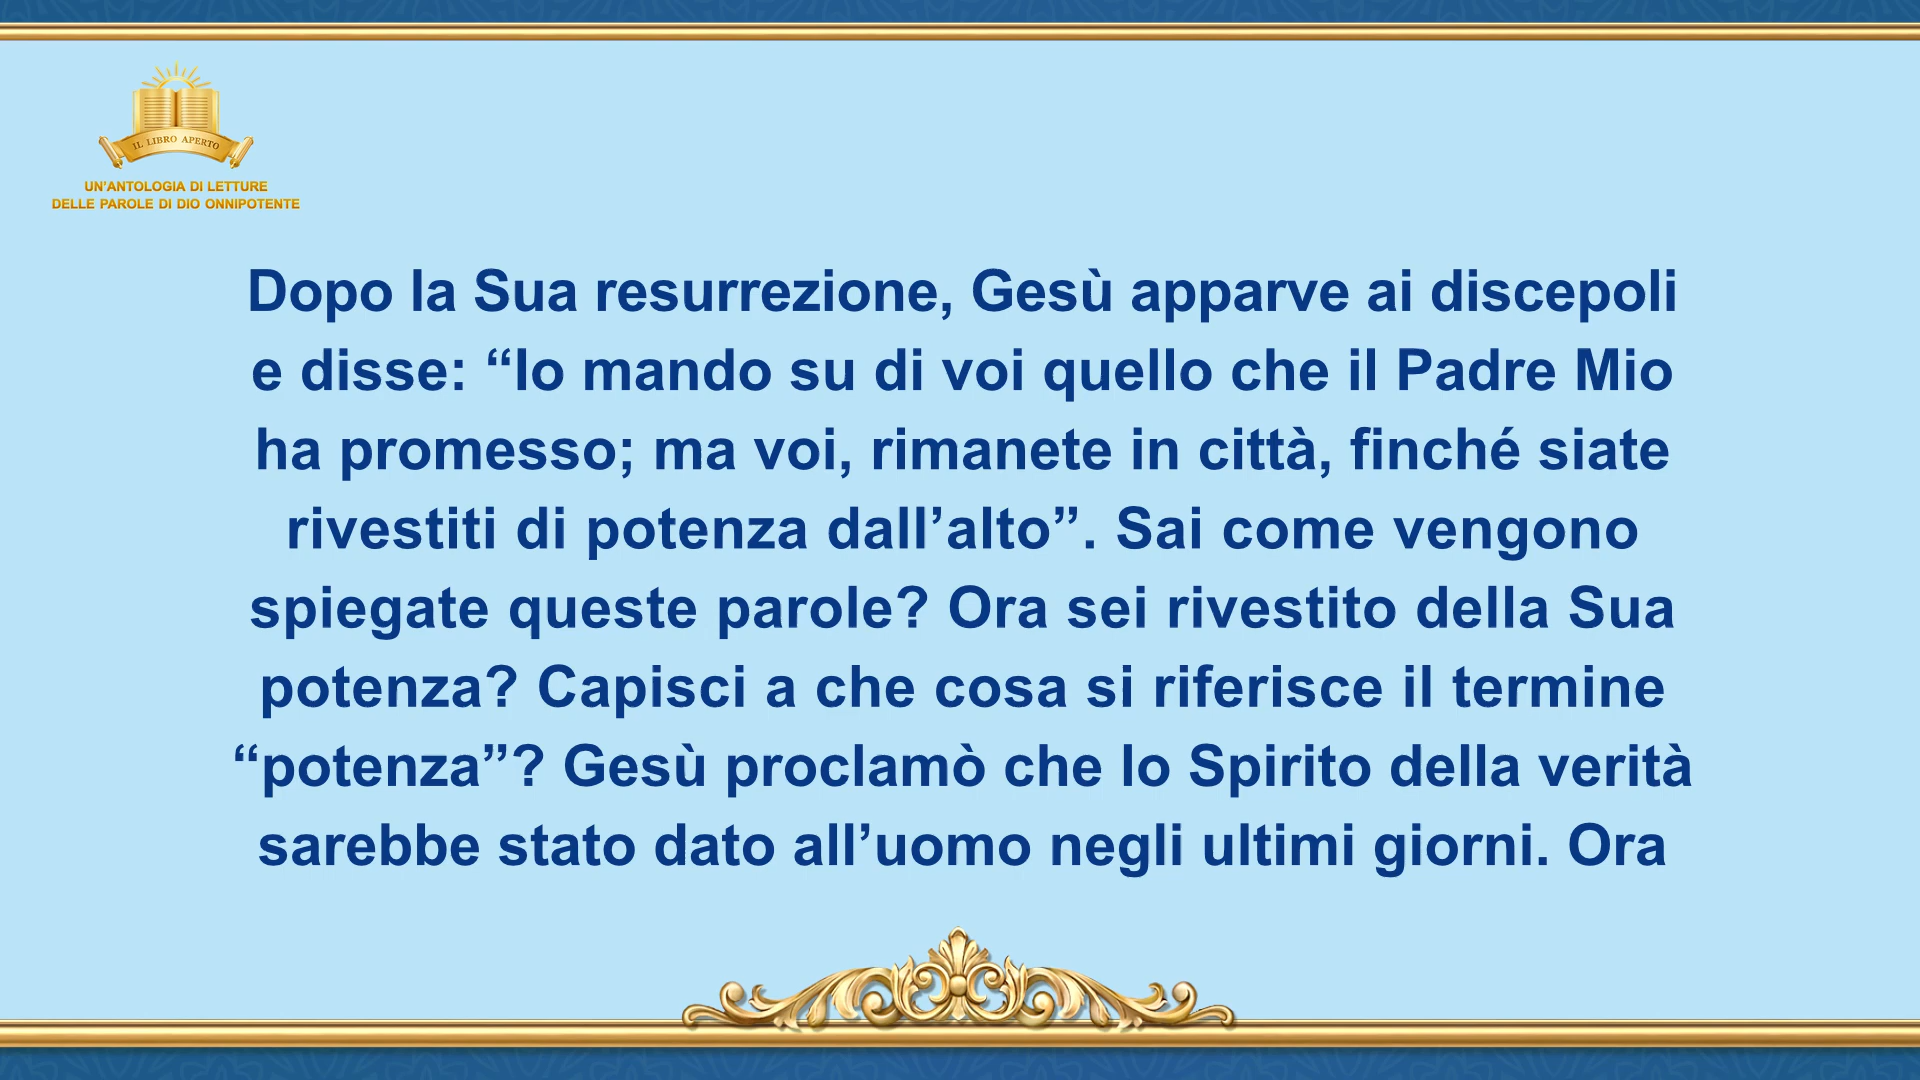 IL LIBRO APERTO
UN’ANTOLOGIA DI LETTURE
DELLE PAROLE DI DIO ONNIPOTENTE
Dopo la Sua resurrezione, Gesù apparve ai discepoli
e disse: “Io mando su di voi quello che il Padre Mio
ha promesso; ma voi, rimanete in città, finché siate
rivestiti di potenza dall’alto”. Sai come vengono
spiegate queste parole? Ora sei rivestito della Sua
potenza? Capisci a che cosa si riferisce il termine
“potenza”? Gesù proclamò che lo Spirito della verità
sarebbe stato dato all’uomo negli ultimi giorni. Ora